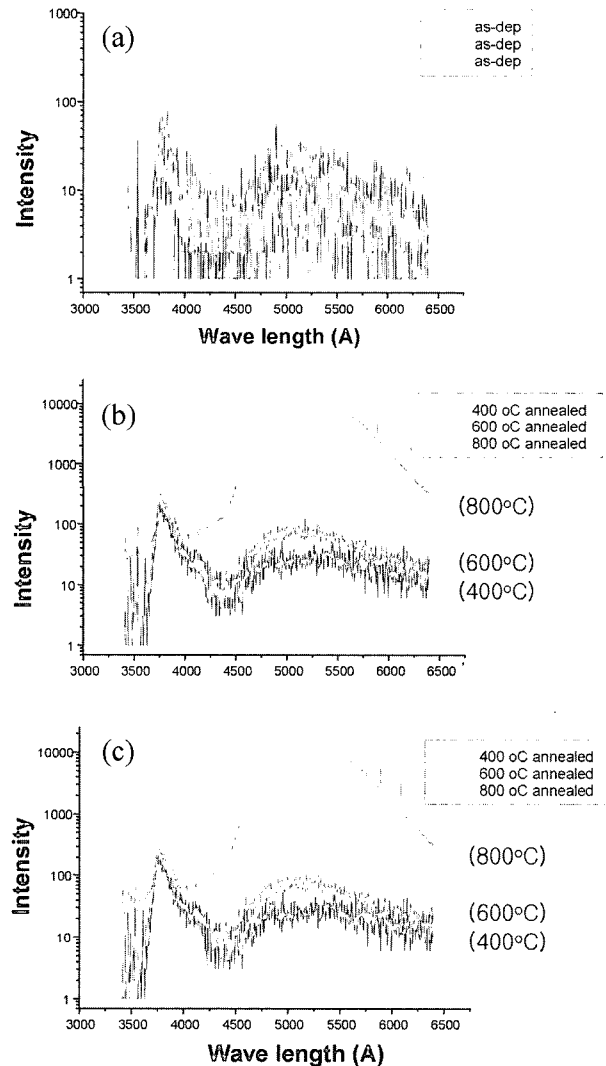 (a)
as-dep
as-dep
as-dep
1000
100
10
1
Intensity
3000 3500 4000 4500 5000 5500 6000 6500
Wave length (A)
(b)
400 oC annealed
600 oC annealed
800 oC annealed
10000
1000
100
10
1
Intensity
(800°C)
(600°C)
(400°C)
3000 3500 4000 4500 5000 5500 6000 6500
Wave length (A)
(c)
400 oC annealed
600 oC annealed
800 oC annealed
10000
1000
100
10
1
Intensity
(800°C)
(600°C)
(400°C)
3000 3500 4000 4500 5000 5500 6000 6500
Wave length (A)